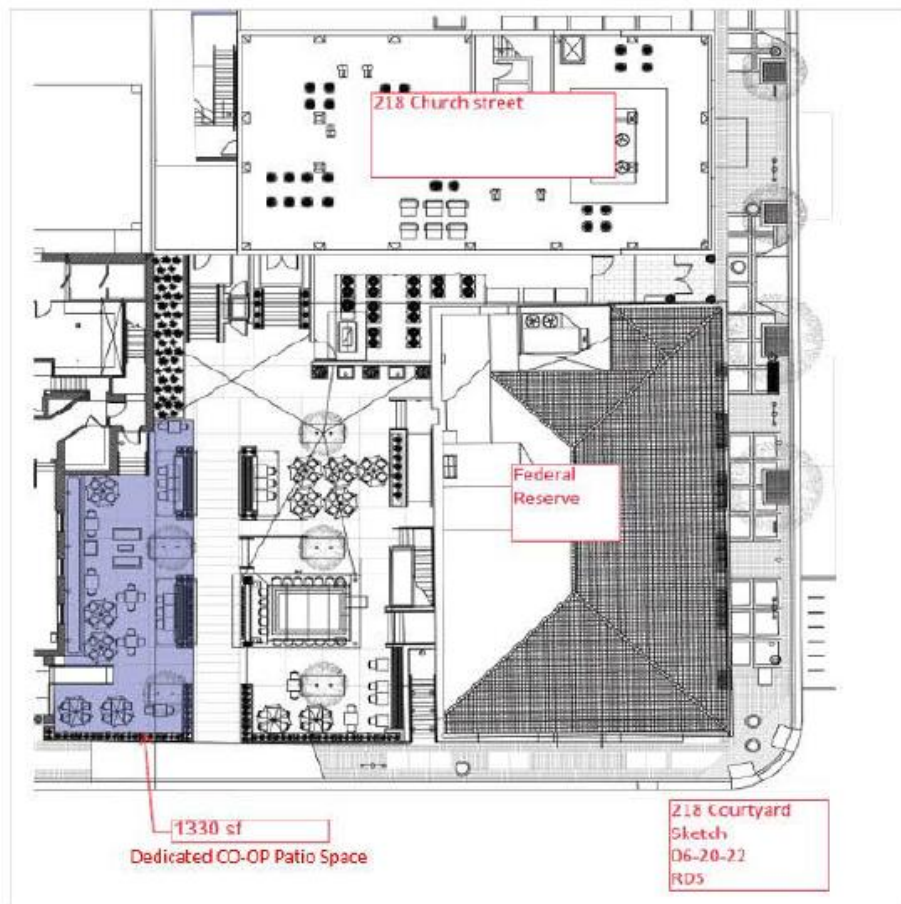 218 Church street
Federal
Reserve
1330 sf
Dedicated CO-OP Patio Space
218 Courtyard
Sketch
06-20-22
RDS